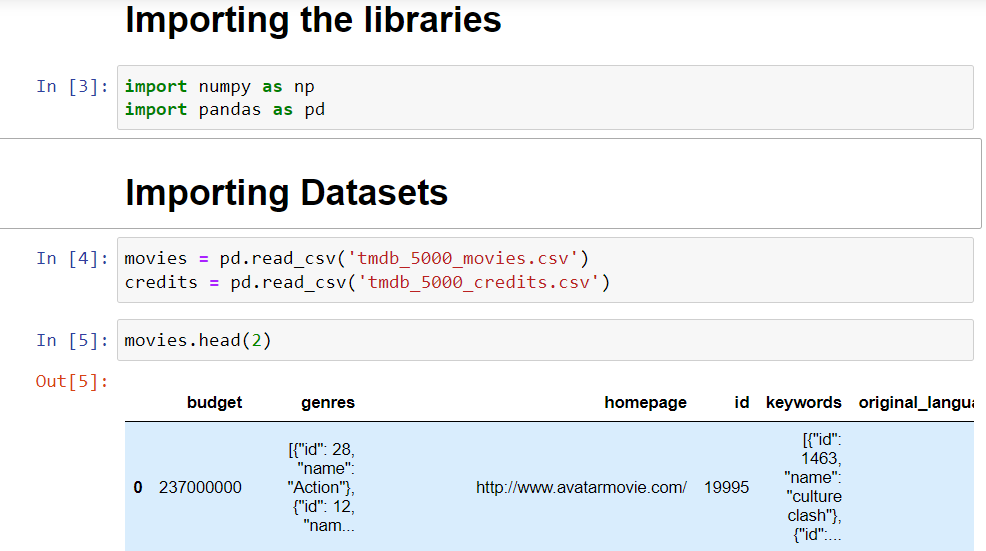 Importing the libraries
In [3]: import numpy as np
import pandas as pd
Importing Datasets
In [4]: movies = pd.read_csv('tmdb_5000_movies.csv')
credits = pd.read_csv('tmdb_5000_credits.csv')
In [5]: movies.head(2)
Out[5]:
budget genres homepage id keywords original_langua
0 237000000 [{"id": 28,
"name":
"Action"},
{"id": 12,
"nam...
http://www.avatarmovie.com/ 19995
[{"id":
1463,
"name":
"culture
clash"},
{"id":...